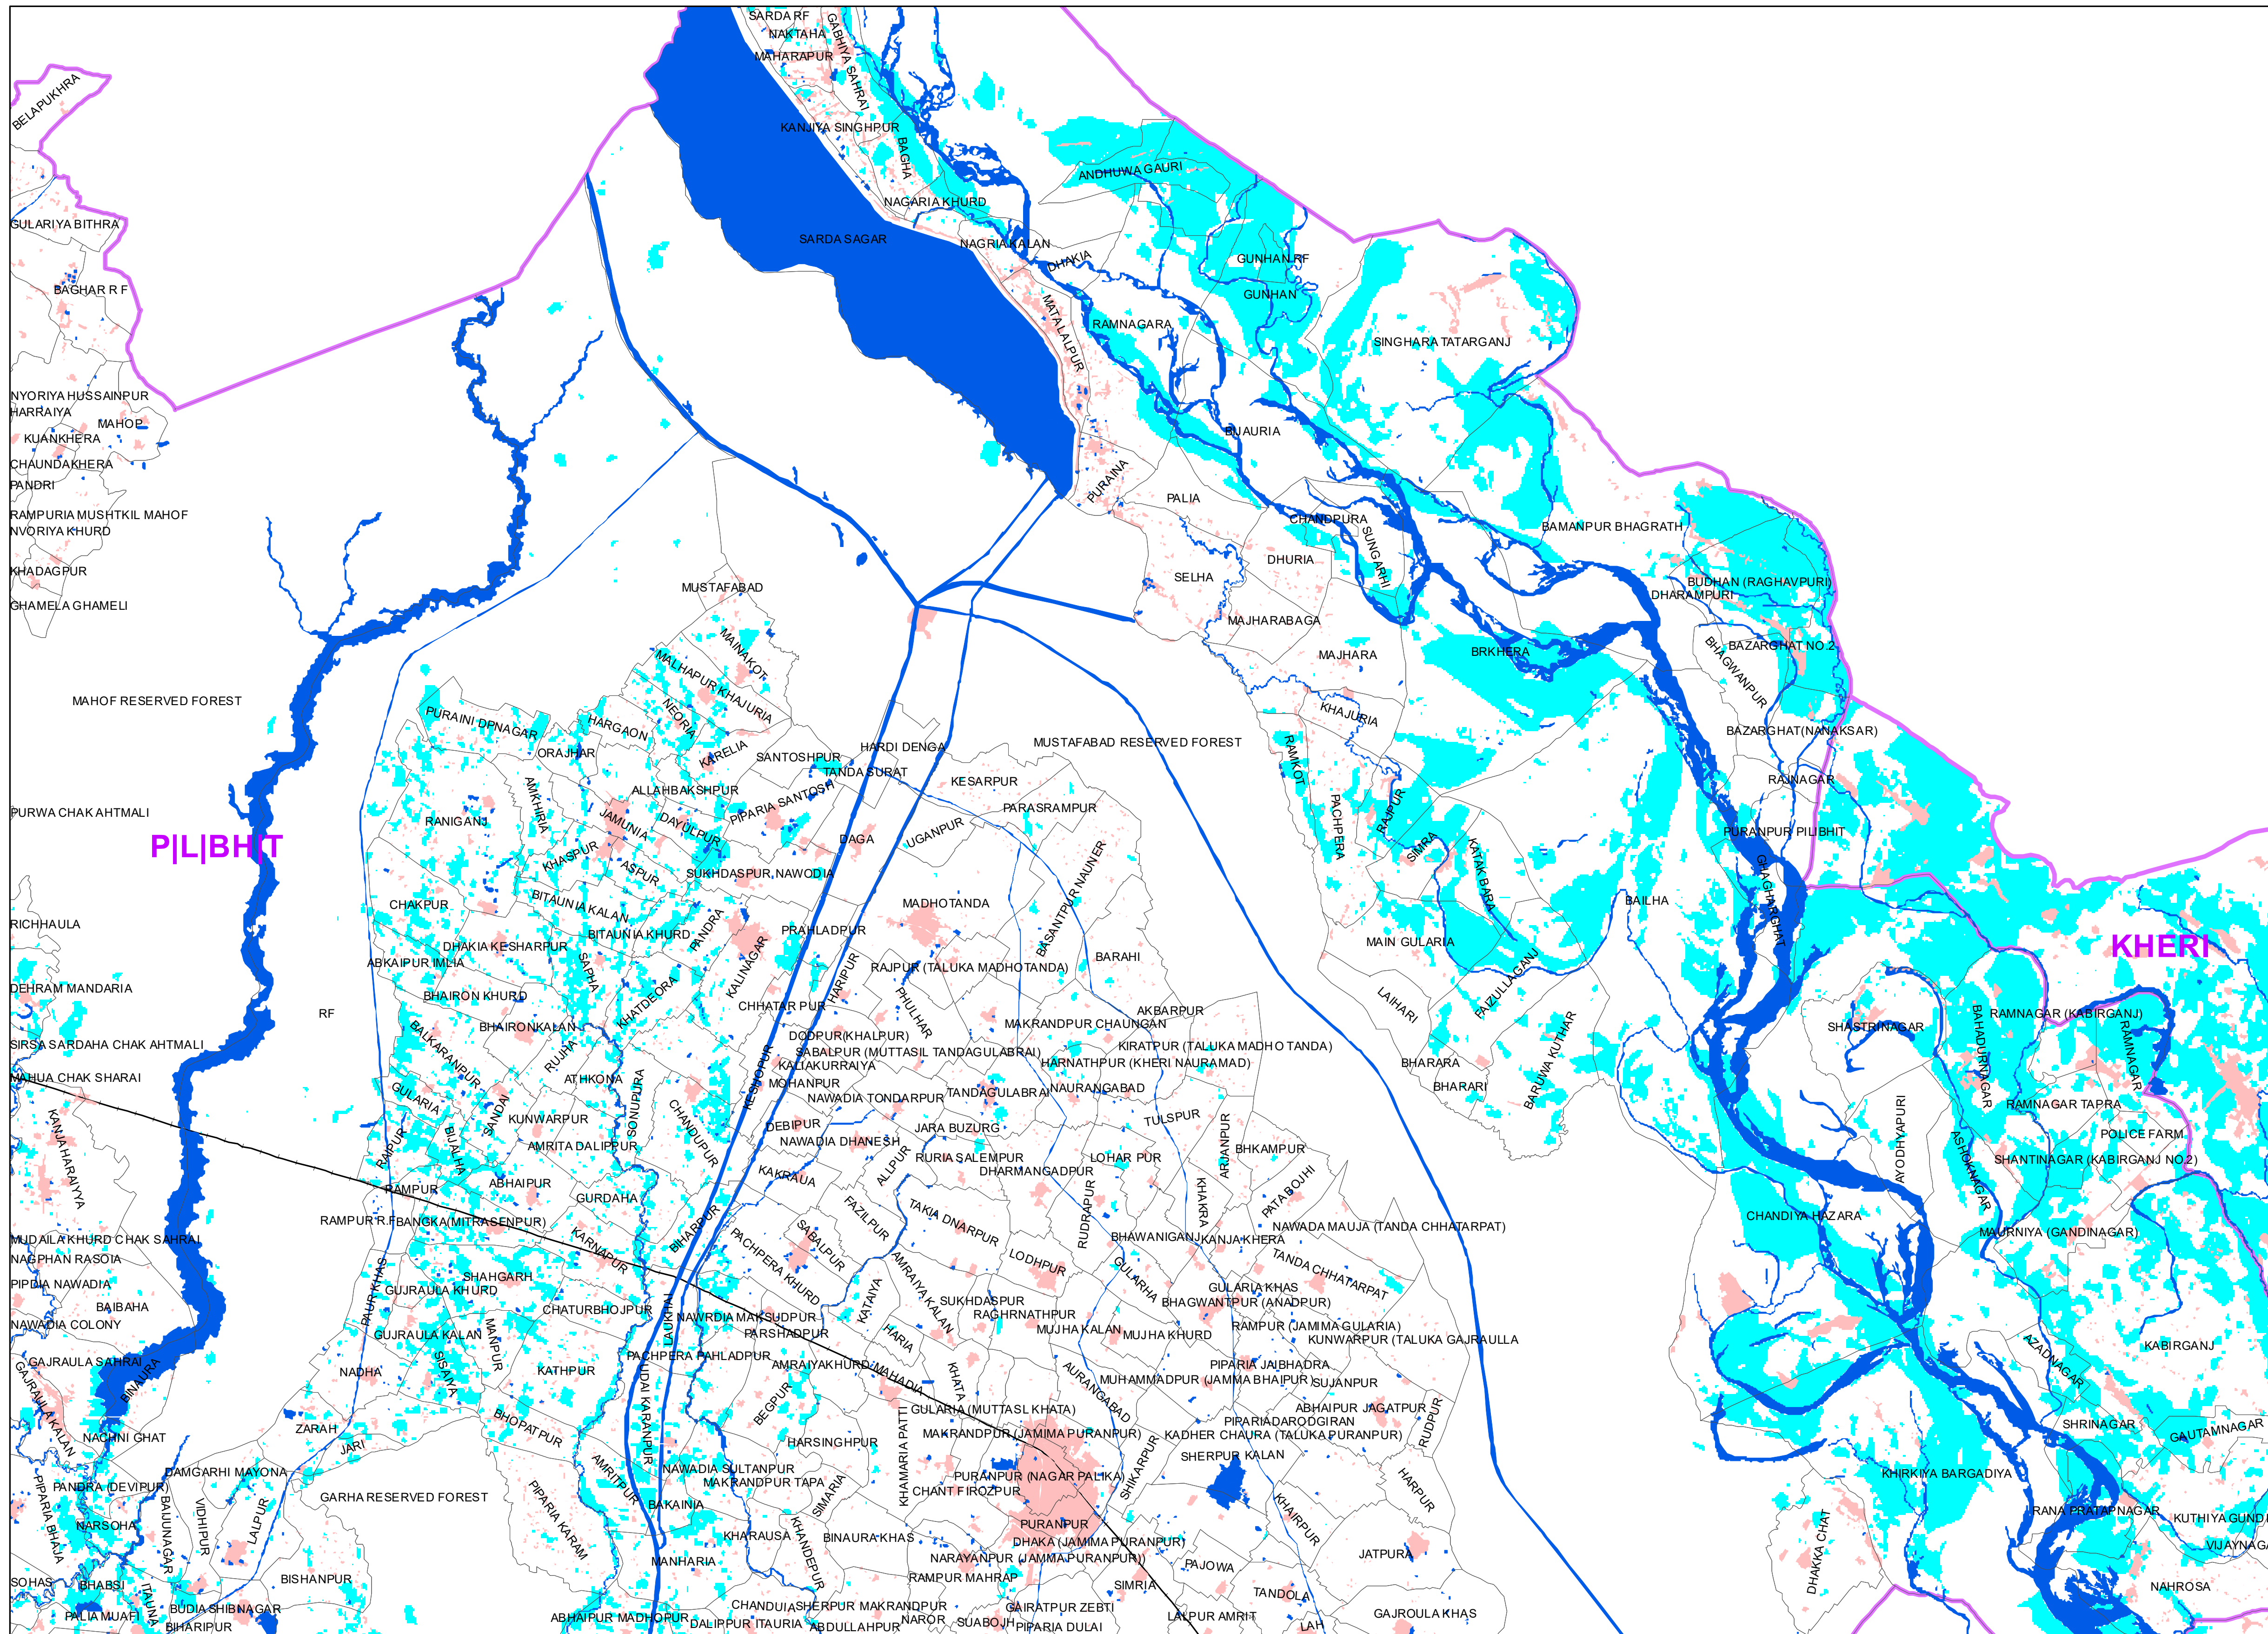 SARDA RF
NAKTAHA
MAHARAPUR
GABHIYA SAHRAI
BELAPUKHRA
KANJIYA SINGHPUR
BAGHA
ANDHUWA GAURI
NAGARIA KHURD
GULARIYA BITHRA
SARDA SAGAR
NAGRIA KALAN
DHAKIA
GUNHAN RF
BAGHAR R F
GUNHAN
MATA LALPUR
RAMNAGARA
SINGHARA TATARGANJ
NYORIYA HUSSAINPUR
HARRAIYA
MAHOP
KUANKHERA
BIJAURIA
CHAUNDAKHERA
PANDRI
PURAINA
PALIA
RAMPURIA MUSHTKIL MAHOF
NVORIYA KHURD
CHANDPURA
SUNGARHI
BAMANPUR BHAGRATH
DHURIA
KHADAGPUR
SELHA
MUSTAFABAD
BUDHAN (RAGHAVPURI)
DHARAMPURI
GHAMELA GHAMELI
MAJHARABAGA
MAINAKOT
MAJHARA
BRKHERA
BHAGWANPUR
BAZARGHAT NO.2
MALHAPUR KHAJURIA
MAHOF RESERVED FOREST
NEORIA
PURAINI DPNAGAR
HARGAON
KHAJURIA
BAZARGHAT(NANAKSAR)
ORAJHAR
KARELIA
SANTOSHPUR
HARDI DENGA
MUSTAFABAD RESERVED FOREST
RAMKOT
TANDA SURAT
KESARPUR
RAJNAGAR
AMKHIRIA
ALLAHBAKSHPUR
PIPARIA SANTOSH
PARASRAMPUR
PURWA CHAK AHTMALI
RANIGANJ
JAMUNIA
DAYULPUR
DAGA
UGANPUR
PACHPERA
RAJPUR
SIMRA
PURANPUR PILIBHIT
P|L|BHIT
KHASPUR
ASPUR
SUKHDASPUR NAWODIA
BASANTPUR NAUNER
KATAK BARA
GHAGHARGHAT
CHAKPUR
BITAUNIA KALAN
MADHOTANDA
BAILHA
RICHHAULA
BITAUNIA KHURD
PANDRA
PRAHLADPUR
DHAKIA KESHARPUR
MAIN GULARIA
KHERI
ABKAIPUR IMLIA
SAPHA
KALINAGAR
HARIPUR
RAJPUR (TALUKA MADHOTANDA)
BARAHI
DEHRAM MANDARIA
BHAIRON KHURD
KHATDEORA
CHHATAR PUR
PHULHAR
LAIHARI
FAIZULLAGANJ
RF
AKBARPUR
RAMNAGAR (KABIRGANJ)
BALKARANPUR
BHAIRONKALAN
MAKRANDPUR CHAUNGAN
SHASTRINAGAR
BAHADURNAGAR
RAMNAGAR
SIRSA SARDAHA CHAK AHTMALI
RUJHA
DODPUR(KHALPUR)
KIRATPUR (TALUKA MADHO TANDA)
SABALPUR (MUTTASIL TANDAGULABRAI)
HARNATHPUR (KHERI NAURAMAD)
KALIAKURRAIYA
BHARARA
BARUWA KUTHAR
MAHUA CHAK SHARAI
ATHKONA
SONUPURA
KESHOPUR
MOHANPUR
BHARARI
GULARIA
NAWADIA TONDARPUR
TANDAGULABRAI
NAURANGABAD
RAMNAGAR TAPRA
KANJA HARAIYYA
SANDAI
KUNWARPUR
CHANDUPUR
DEBIPUR
JARA BUZURG
TULSPUR
AYODHYAPURI
POLICE FARM
RAIPUR
BIJALHA
AMRITA DALIPPUR
NAWADIA DHANESH
ARJANPUR
BHKAMPUR
ASHOKNAGAR
SHANTINAGAR (KABIRGANJ NO.2)
ALLPUR
RURIA SALEMPUR
DHARMANGADPUR
LOHAR PUR
RAMPUR
ABHAIPUR
KAKRAUA
PATABOJHI
GURDAHA
KHAKRA
RAMPUR R.F
BANGKA(MITRASENPUR)
FAZILPUR
TAKIA DNARPUR
RUDRAPUR
CHANDIYA HAZARA
BIHARPUR
SABALPUR
NAWADA MAUJA (TANDA CHHATARPAT)
MUDAILA KHURD CHAK SAHRAI
KARNAPUR
BHAWANIGANJ
KANJA KHERA
MAURNIYA (GANDINAGAR)
NAGPHAN RASOIA
PACHPERA KHURD
LODHPUR
TANDA CHHATARPAT
PIPDIA NAWADIA
PAUR KHAS
SHAHGARH
GUJRAULA KHURD
AMRAIYA KALAN
GULARHA
GULARIA KHAS
BAIBAHA
CHATURBHOJPUR
KATAIYA
SUKHDASPUR
BHAGWANTPUR (ANADPUR)
NAWADIA COLONY
LAUKIHI
NAWRDIA MAKSUDPUR
RAGHRNATHPUR
RAMPUR (JAMIMA GULARIA)
GUJRAULA KALAN
MANPUR
PARSHADPUR
HARIA
MUJHA KALAN
MUJHA KHURD
KUNWARPUR (TALUKA GAJRAULLA
KABIRGANJ
GAJRAULA SAHRAI
BINAURA
NADHA
SISAIYA
KATHPUR
PACHPERA PAHLADPUR
AMRAIYAKHURD
MAHADIA
KHATA
AURANGABAD
PIPARIA JAIBHADRA
AZADNAGAR
MUHAMMADPUR (JAMMA BHAIPUR)
SUJANPUR
GAJRAULA KALAN
HUDAI KARANPUR
BEGPUR
GULARIA (MUTTASL KHATA)
ABHAIPUR JAGATPUR
ZARAH
BHOPATPUR
PIPARIADARODGIRAN
RUDPUR
SHRINAGAR
GAUTAMNAGAR
NACHNI GHAT
JARI
HARSINGHPUR
MAKRANDPUR (JAMIMA PURANPUR)
KADHER CHAURA (TALUKA PURANPUR)
DAMGARHI MAYONA
AMRITPUR
NAWADIA SULTANPUR
KHAMARIA PATTI
PURANPUR (NAGAR PALIKA)
SHIKARPUR
SHERPUR KALAN
KHIRKIYA BARGADIYA
PIPARIA BHAJA
PANDRA (DEVIPUR)
MAKRANDPUR TAPA
CHANT FIROZPUR
HARPUR
GARHA RESERVED FOREST
BAKAINIA
SIMARIA
KHAIRPUR
RANA PRATAPNAGAR
NARSOHA
BAIJUNAGAR
VIDHIPUR
LALPUR
PIPARIA KARAM
KHARAUSA
KHANDEPUR
BINAURA KHAS
PURANPUR
KUTHIYA GUNDI
DHAKA (JAMIMA PURANPUR)
DHAKKA CHAT
VIJAYNAGA
MANHARIA
NARAYANPUR (JAMMA PURANPUR))
PAJOWA
JATPURA
SOHAS
BHABSI
ITAUNA
BISHANPUR
RAMPUR MAHRAP
SIMRIA
TANDOLA
NAHROSA
PALIA MUAFI
BUDIA SHIBNAGAR
ABHAIPUR MADHOPUR
CHANDUIA
SHERPUR MAKRANDPUR
GAIRATPUR ZEBTI
LALPUR AMRIT
GAJROULA KHAS
BIHARIPUR
DALIPPUR ITAURIA
ABDULLAHPUR
NAROR
SUABOJH
PIPARIA DULAI
LAH